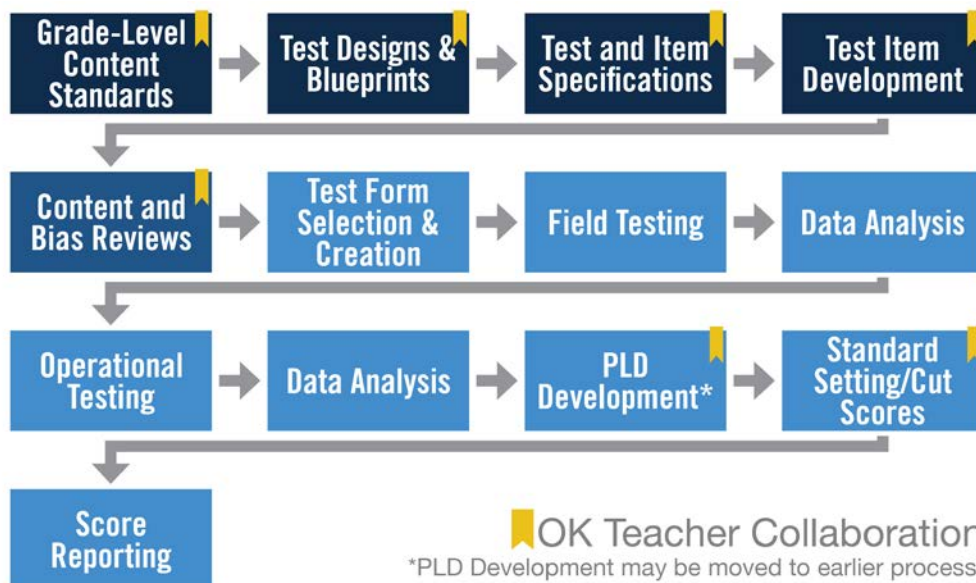 Grade-Level
Content
Standards
Test Designs &
Blueprints
Test and Item
Specifications
Test Item
Development
Content and
Bias Reviews
Test Form
Selection &
Creation
Field Testing
Data Analysis
Operational
Testing
Data Analysis
PLD
Development*
Standard
Setting/Cut
Scores
Score
Reporting
OK Teacher Collaboration
*PLD Development may be moved to earlier process